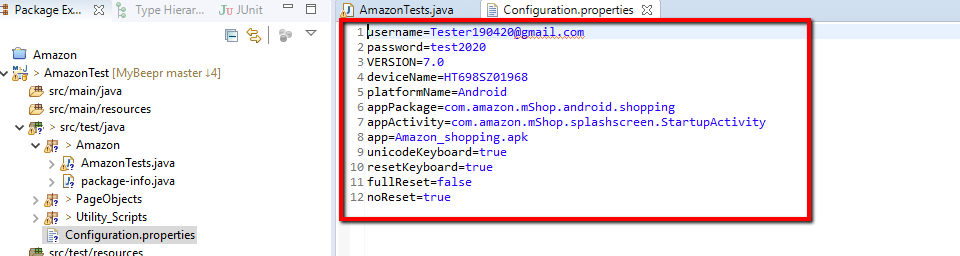 Package Ex...
Type Hierar...
JUnit
AmazonTests.java
Configuration.properties
Amazon
> AmazonTest [MyBeepr master ↓4]
src/main/java
src/main/resources
> src/test/java
> Amazon
AmazonTests.java
package-info.java
> PageObjects
> Utility_Scripts
Configuration.properties
src/test/resources
1 username=Tester190420@gmail.com
2 password=test2020
3 VERSION=7.0
4 deviceName=HT698SZ01968
5 platformName=Android
6 appPackage=com.amazon.mShop.android.shopping
7 appActivity=com.amazon.mShop.splashscreen.StartupActivity
8 app=Amazon_shopping.apk
9 unicodeKeyboard=true
10 resetKeyboard=true
11 fullReset=false
12 noReset=true